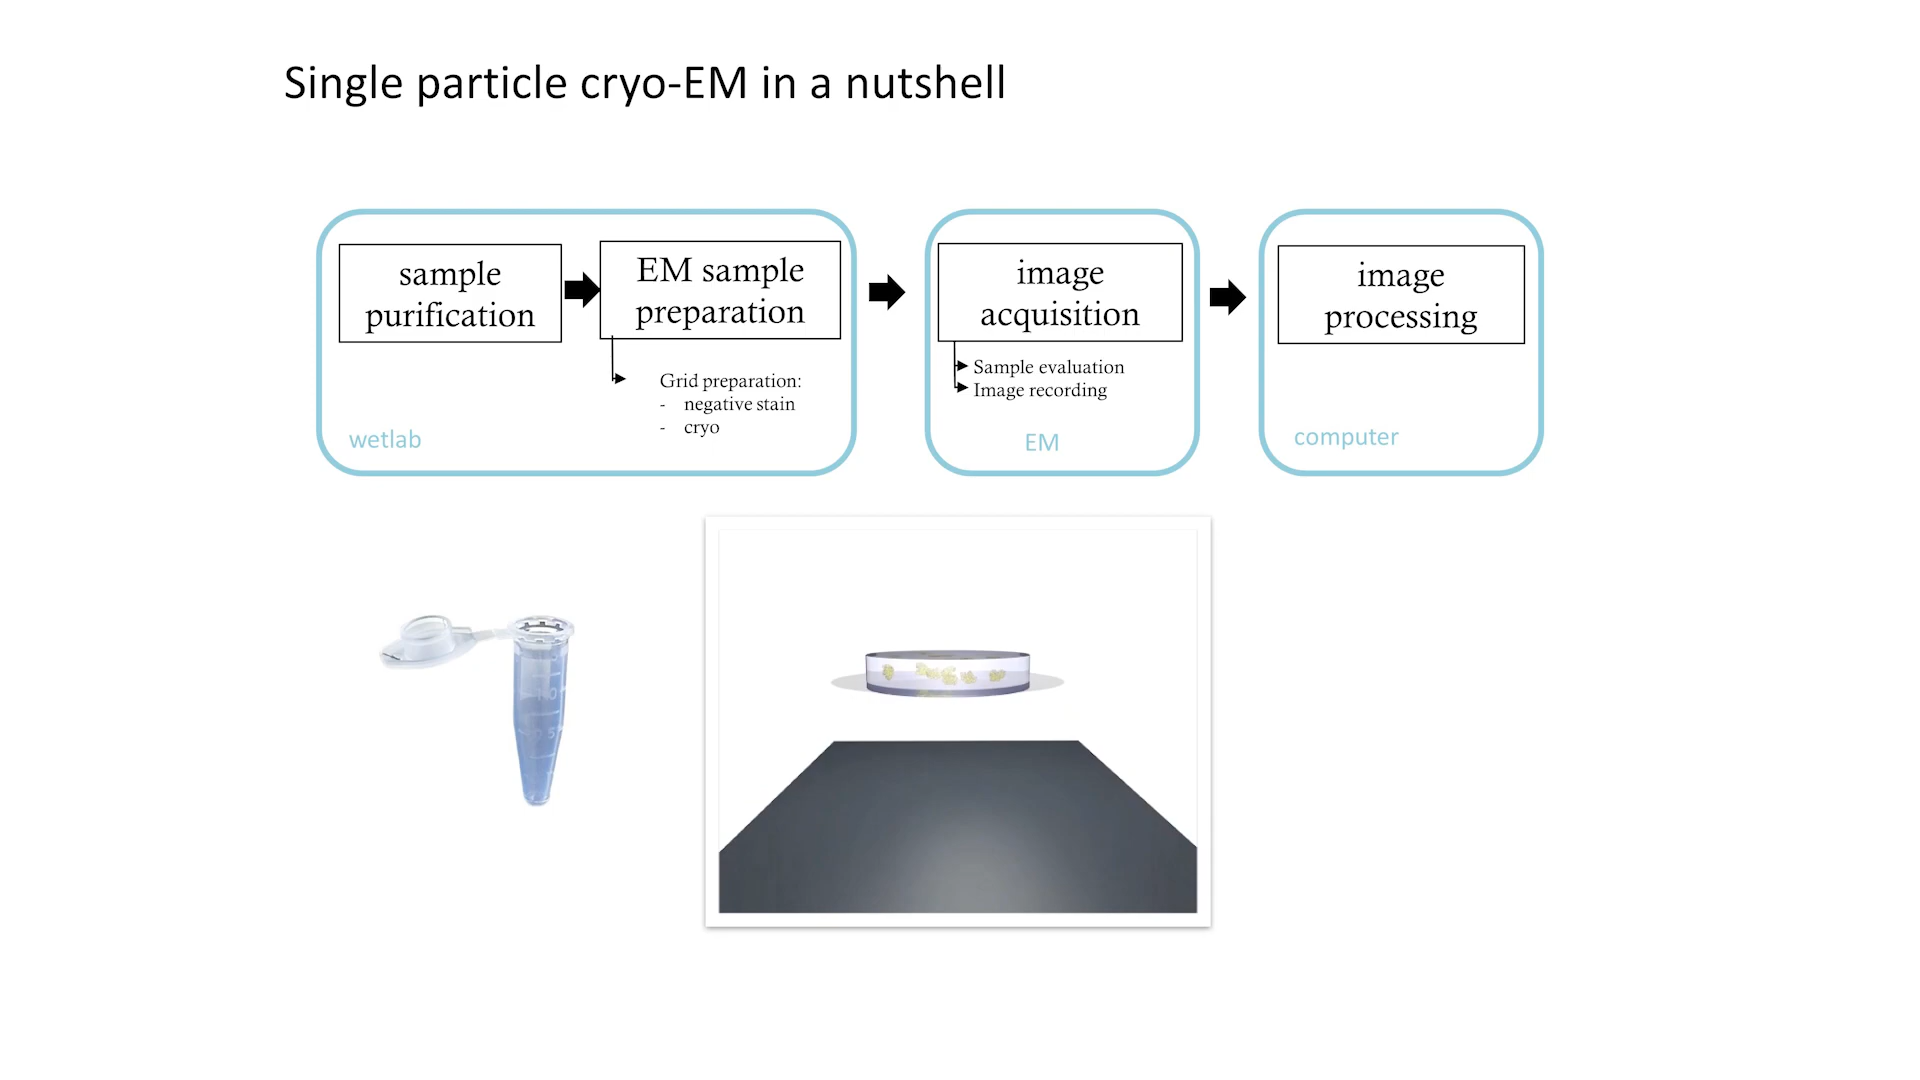 Single particle cryo-EM in a nutshell
sample
purification
EM sample
preparation
Grid preparation:
- negative stain
- cryo
wetlab
image
acquisition
Sample evaluation
Image recording
EM
image
processing
computer